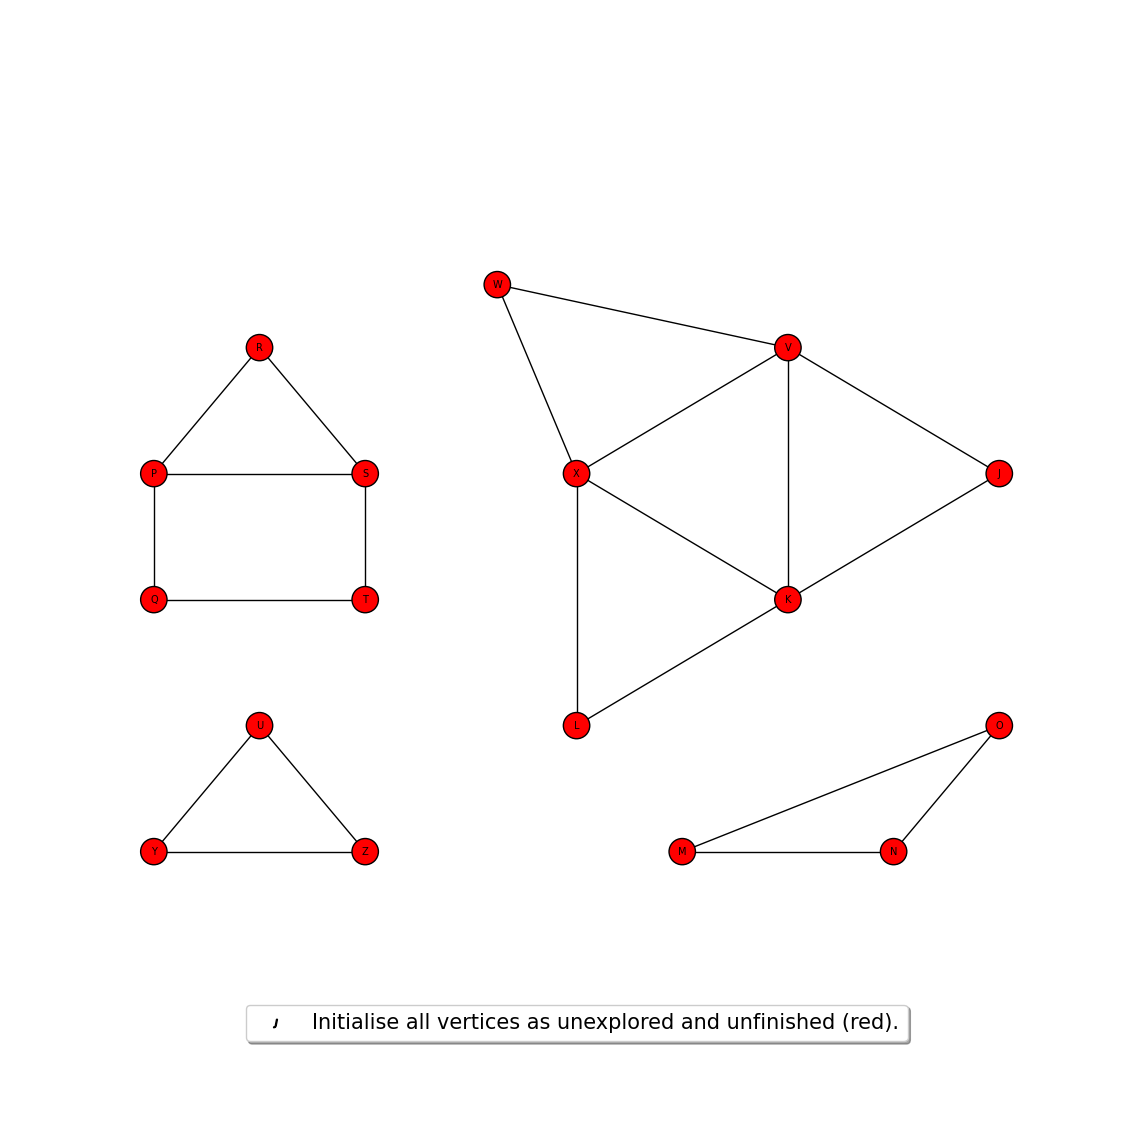 W
R
V
P
S
X
J
Q
T
K
U
L
O
Y
Z
M
N
Initialise all vertices as unexplored and unfinished (red).